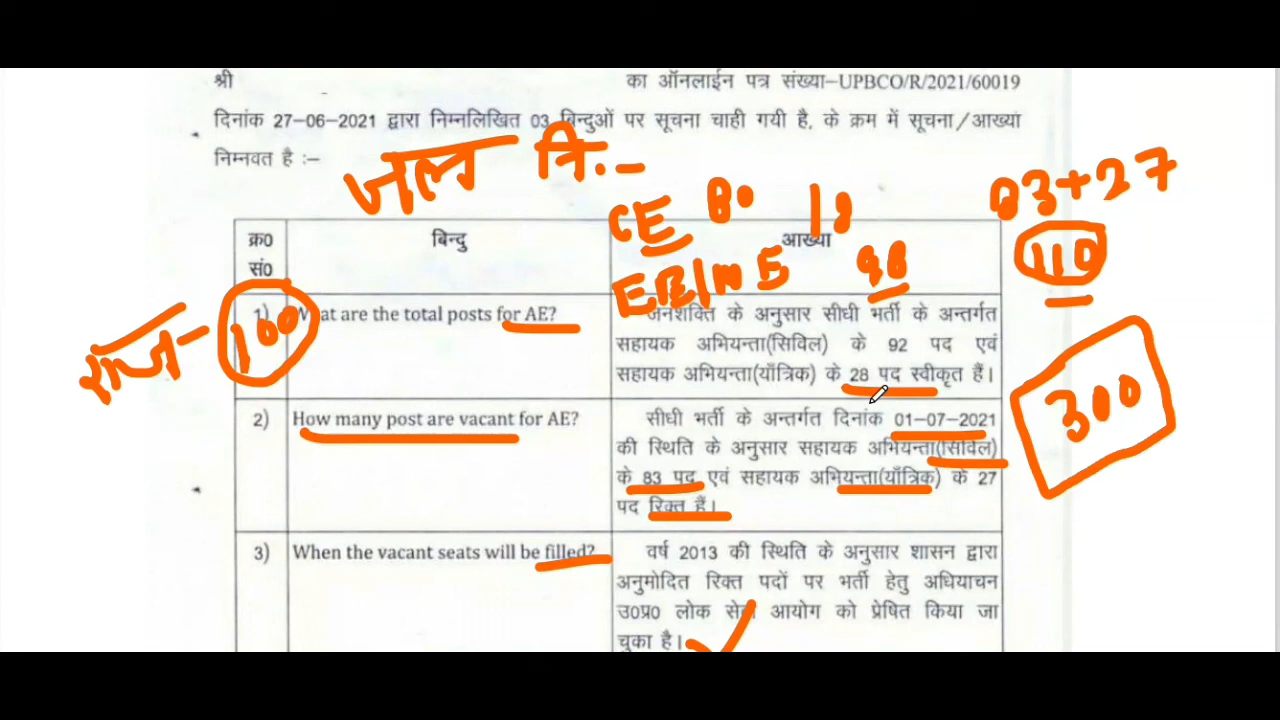 श्री का ऑनलाईन पत्र संख्या–UPBCO/R/2021/60019
दिनांक 27–06–2021 द्वारा निम्नलिखित 03 बिन्दुओं पर सूचना चाही गयी है, के क्रम में सूचना/आख्या
निम्नवत है :–
जल नि.–
83+27
110
CE 80 18
EE/ME 98
राज– 100
300
क्र0 सं0 बिन्दु आख्या
1) What are the total posts for AE?
जनशक्ति के अनुसार सीधी भर्ती के अन्तर्गत
सहायक अभियन्ता(सिविल) के 92 पद एवं
सहायक अभियन्ता(याँत्रिक) के 28 पद स्वीकृत हैं।
2) How many post are vacant for AE?
सीधी भर्ती के अन्तर्गत दिनांक 01–07–2021
की स्थिति के अनुसार सहायक अभियन्ता(सिविल)
के 83 पद एवं सहायक अभियन्ता(याँत्रिक) के 27
पद रिक्त हैं।
3) When the vacant seats will be filled?
वर्ष 2013 की स्थिति के अनुसार शासन द्वारा
अनुमोदित रिक्त पदों पर भर्ती हेतु अधियाचन
उ0प्र0 लोक सेवा आयोग को प्रेषित किया जा
चुका है।